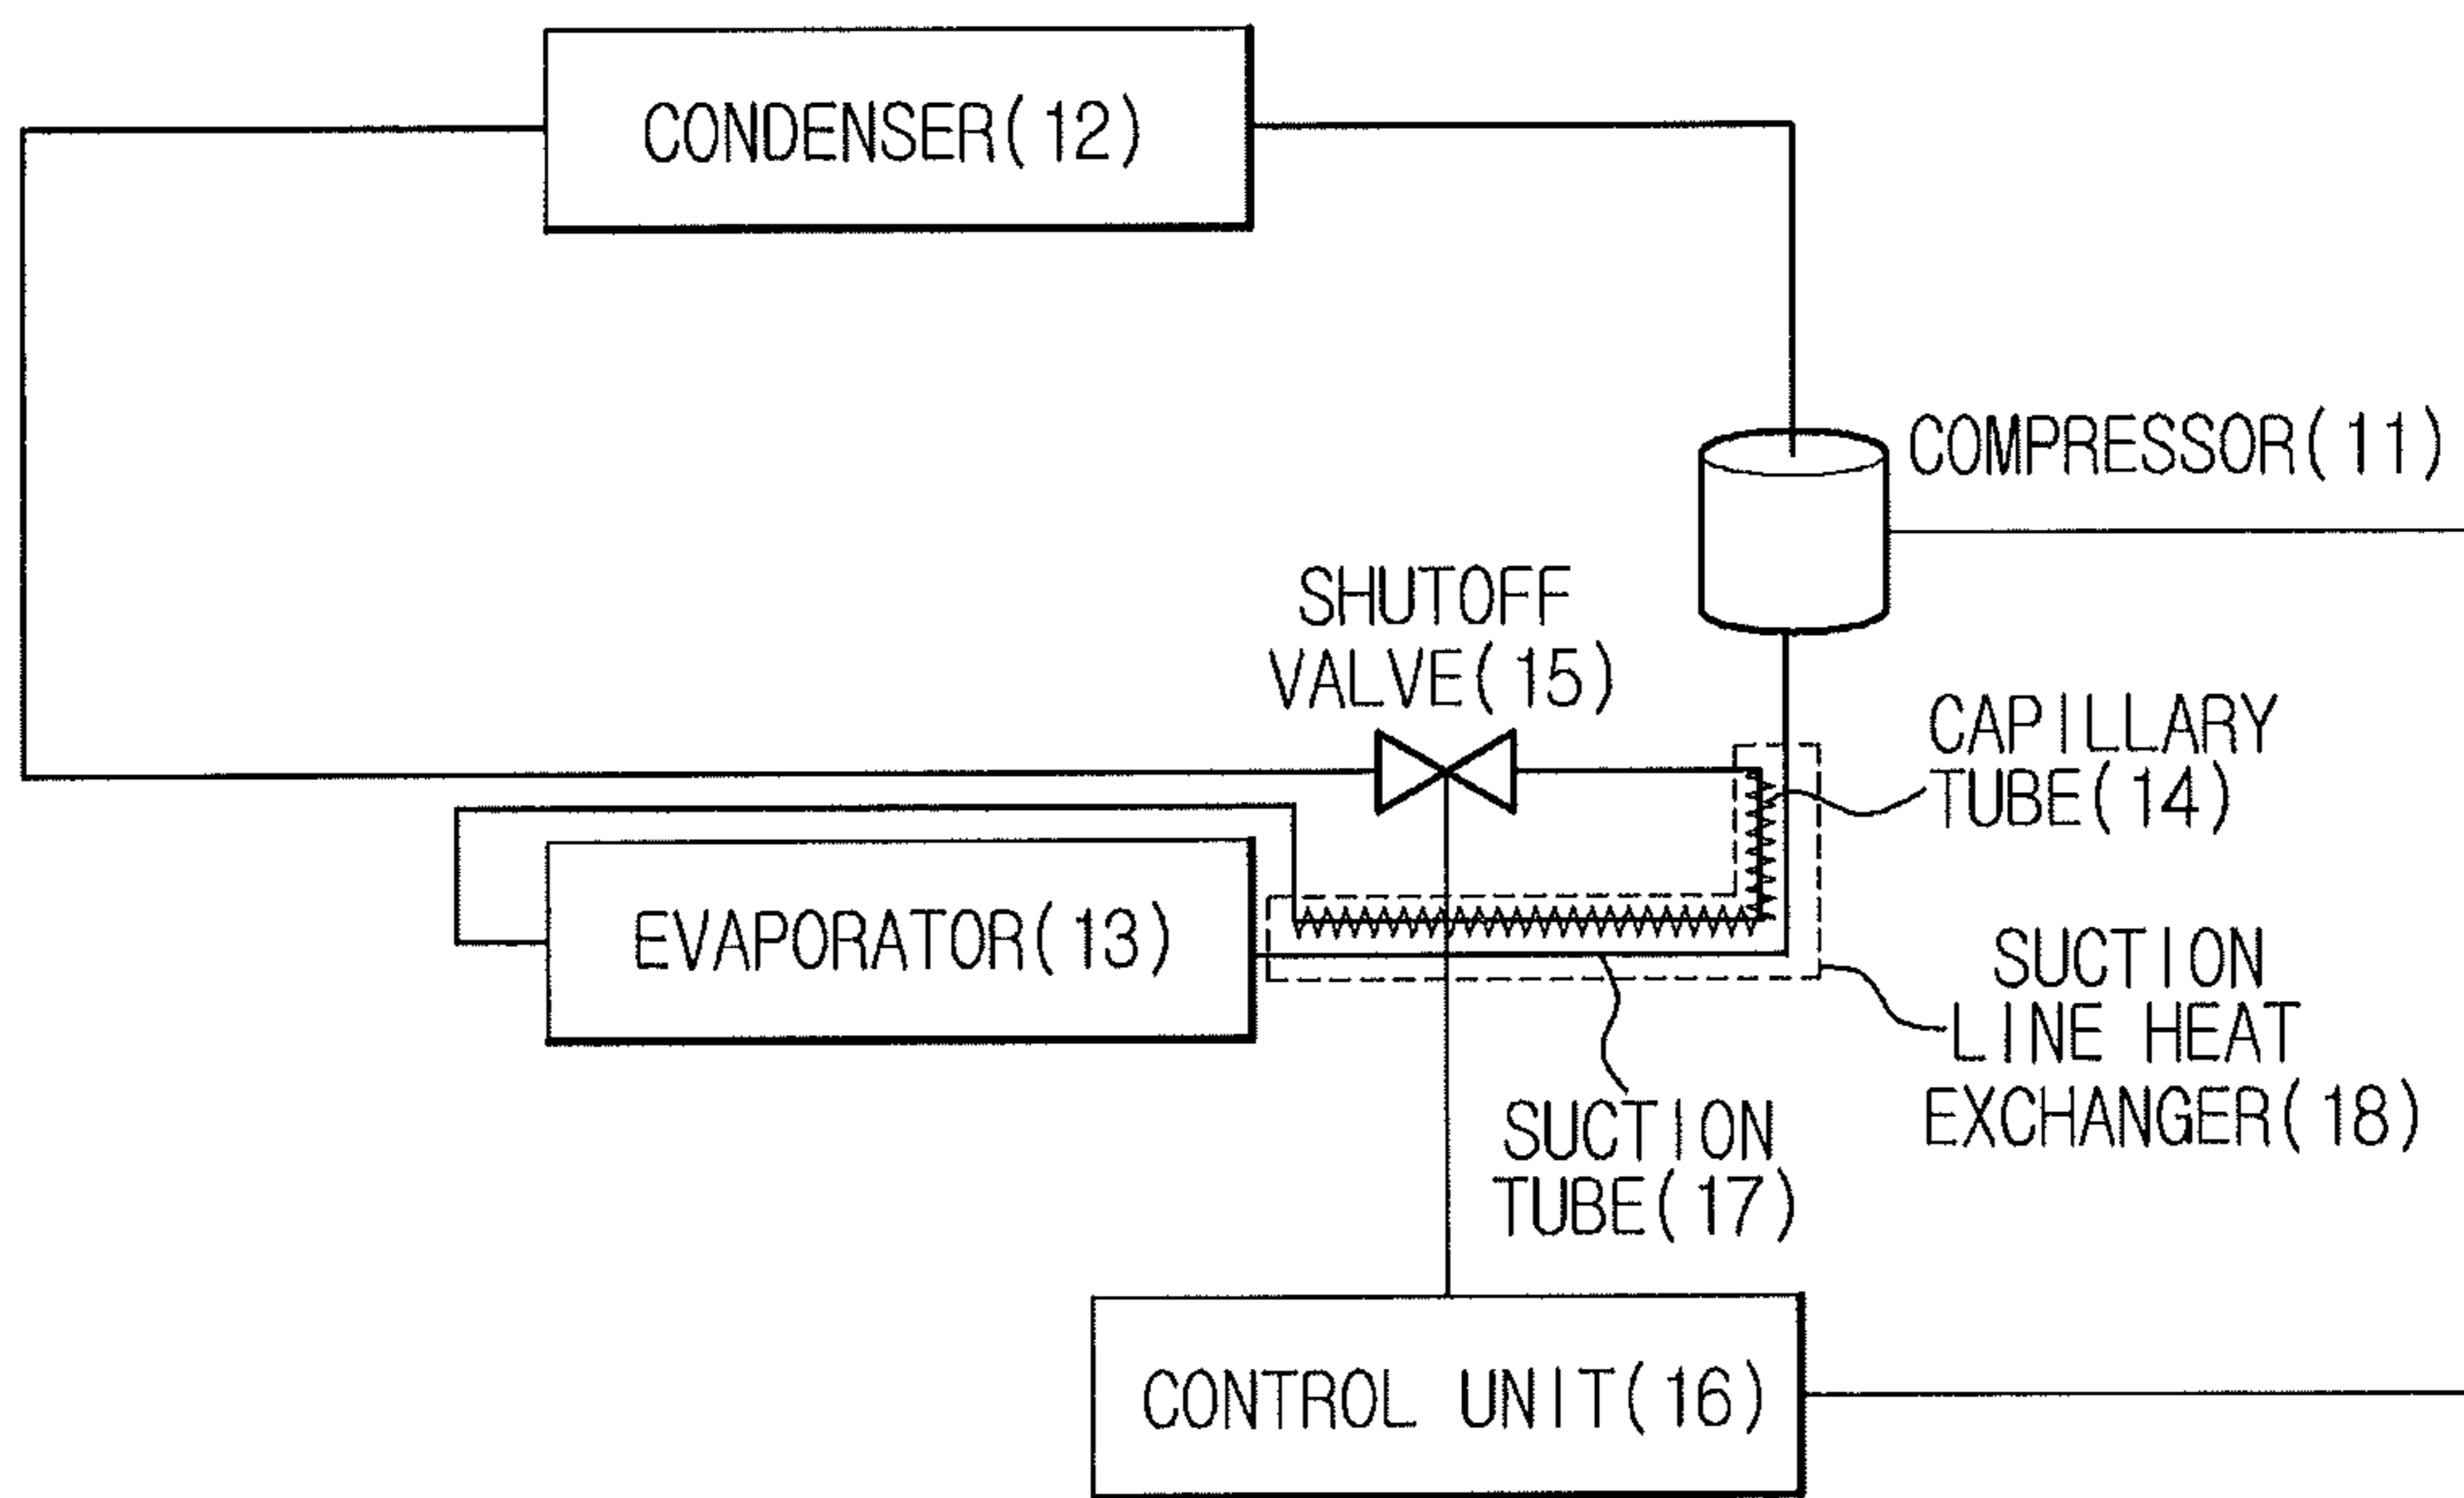 CONDENSER(12)
COMPRESSOR(11)
SHUTOFF
VALVE(15)
CAPILLARY
TUBE(14)
EVAPORATOR(13)
SUCTION
LINE HEAT
EXCHANGER(18)
SUCTION
TUBE(17)
CONTROL UNIT(16)